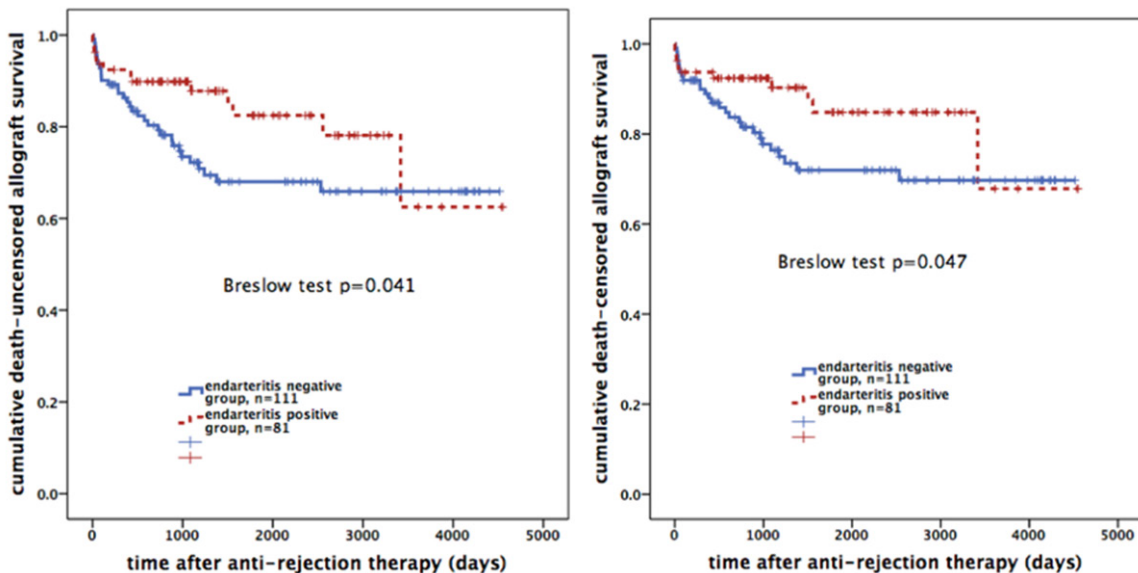 cumulative death-uncensored allograft survival
1.0
0.8
0.6
0.4
0.2
0.0
Breslow test p=0.041
endarteritis negative
group, n=111
endarteritis positive
group, n=81
0 1000 2000 3000 4000 5000
time after anti-rejection therapy (days)
cumulative death-censored allograft survival
1.0
0.8
0.6
0.4
0.2
0.0
Breslow test p=0.047
endarteritis negative
group, n=111
endarteritis positive
group, n=81
0 1000 2000 3000 4000 5000
time after anti-rejection therapy (days)